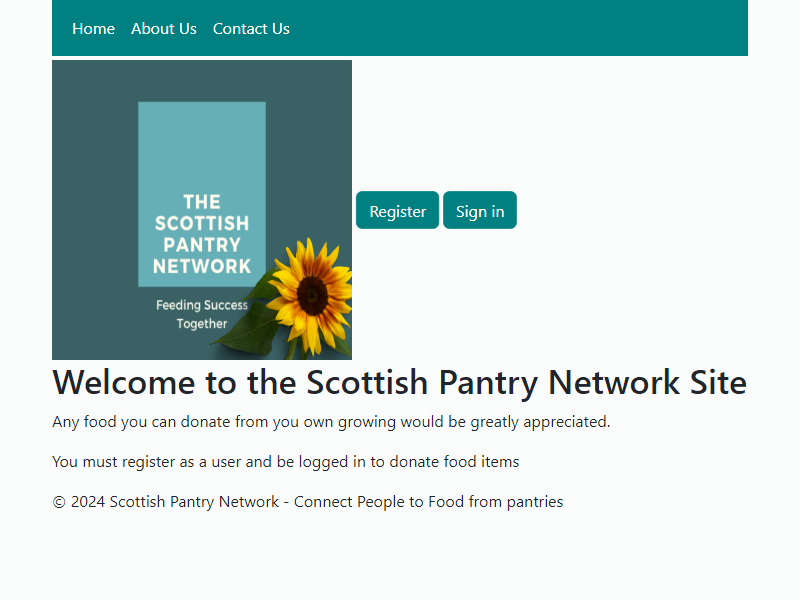 Home About Us Contact Us
THE
SCOTTISH
PANTRY
NETWORK
Feeding Success
Together
Register Sign in
Welcome to the Scottish Pantry Network Site
Any food you can donate from you own growing would be greatly appreciated.
You must register as a user and be logged in to donate food items
© 2024 Scottish Pantry Network - Connect People to Food from pantries